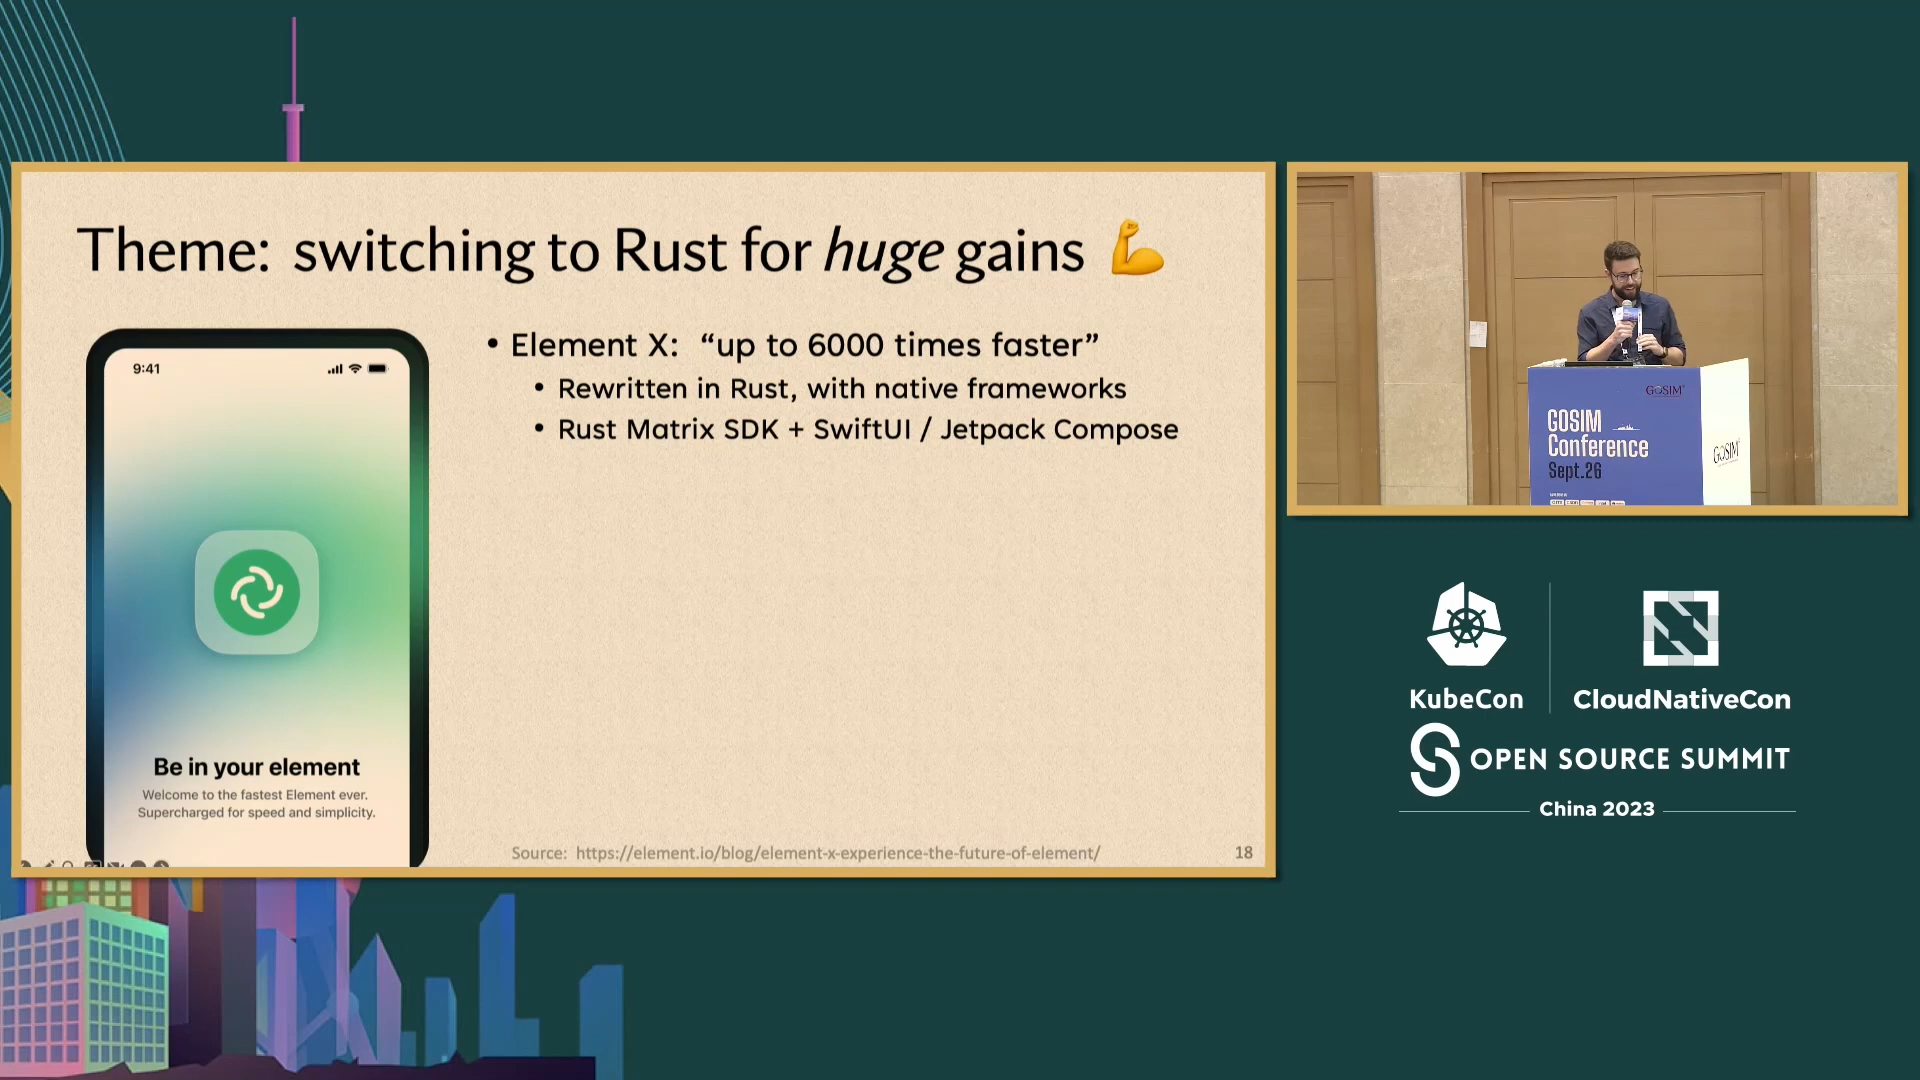 Theme: switching to Rust for huge gains 💪
9:41
• Element X: “up to 6000 times faster”
• Rewritten in Rust, with native frameworks
• Rust Matrix SDK + SwiftUI / Jetpack Compose
Be in your element
Welcome to the fastest Element ever.
Supercharged for speed and simplicity.
Source: https://element.io/blog/element-x-experience-the-future-of-element/
18
GOSIM
GOSIM
Conference
Sept.26
GOSIM
KubeCon
CloudNativeCon
OPEN SOURCE SUMMIT
China 2023